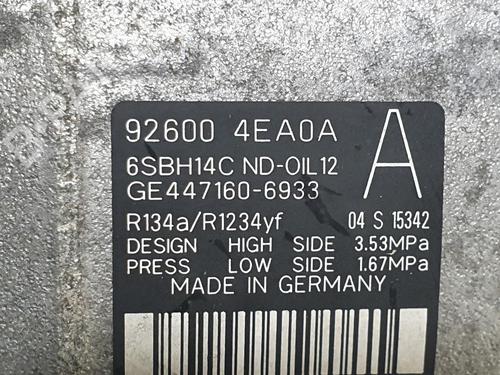 92600 4EA0A A
6SBH14C ND-OIL12
GE447160-6933
R134a/R1234yf 04 S 15342
DESIGN HIGH SIDE 3.53MPa
PRESS LOW SIDE 1.67MPa
MADE IN GERMANY